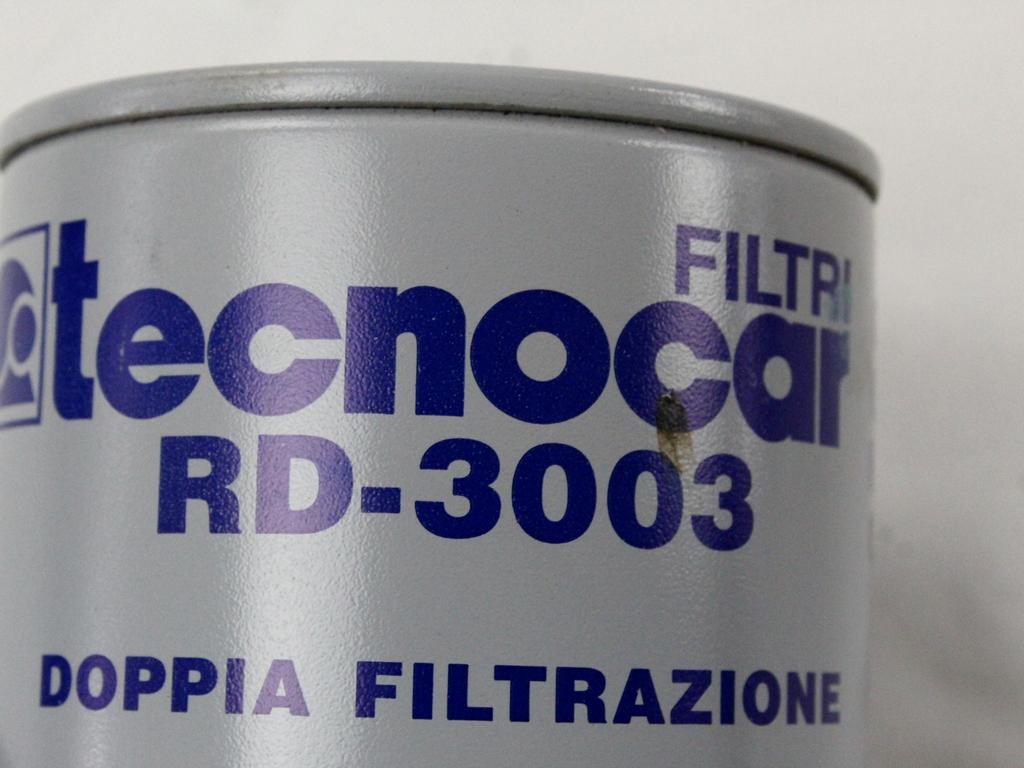 FILTRI
tecnocar
RD-3003
DOPPIA FILTRAZIONE